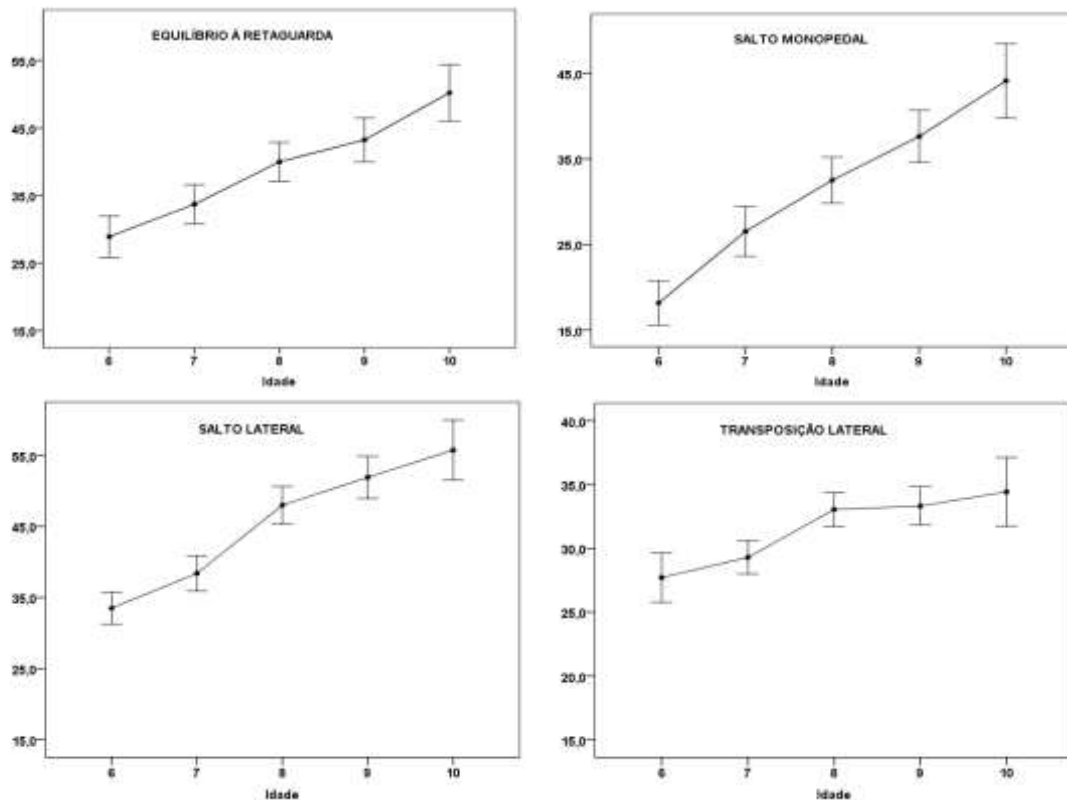 EQUILÍBRIO À RETAGUARDA
55,0
45,0
35,0
25,0
15,0
6 7 8 9 10
Idade
SALTO MONOPEDAL
45,0
35,0
25,0
15,0
6 7 8 9 10
Idade
SALTO LATERAL
55,0
45,0
35,0
25,0
15,0
6 7 8 9 10
Idade
TRANSPOSIÇÃO LATERAL
40,0
35,0
30,0
25,0
20,0
15,0
6 7 8 9 10
Idade